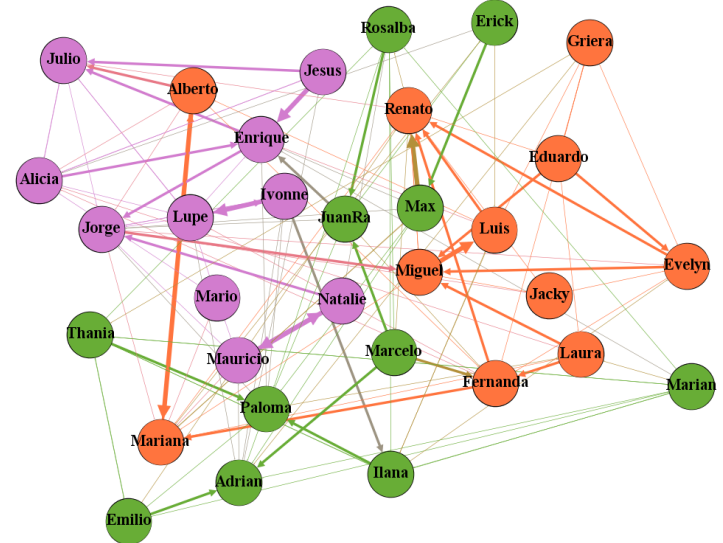 Rosalba
Erick
Griera
Julio
Jesus
Alberto
Renato
Enrique
Eduardo
Alicia
Ivonne
Max
Lupe
JuanRa
Jorge
Luis
Evelyn
Miguel
Mario
Natalie
Jacky
Thania
Mauricio
Marcelo
Laura
Fernanda
Marian
Paloma
Mariana
Ilana
Adrian
Emilio